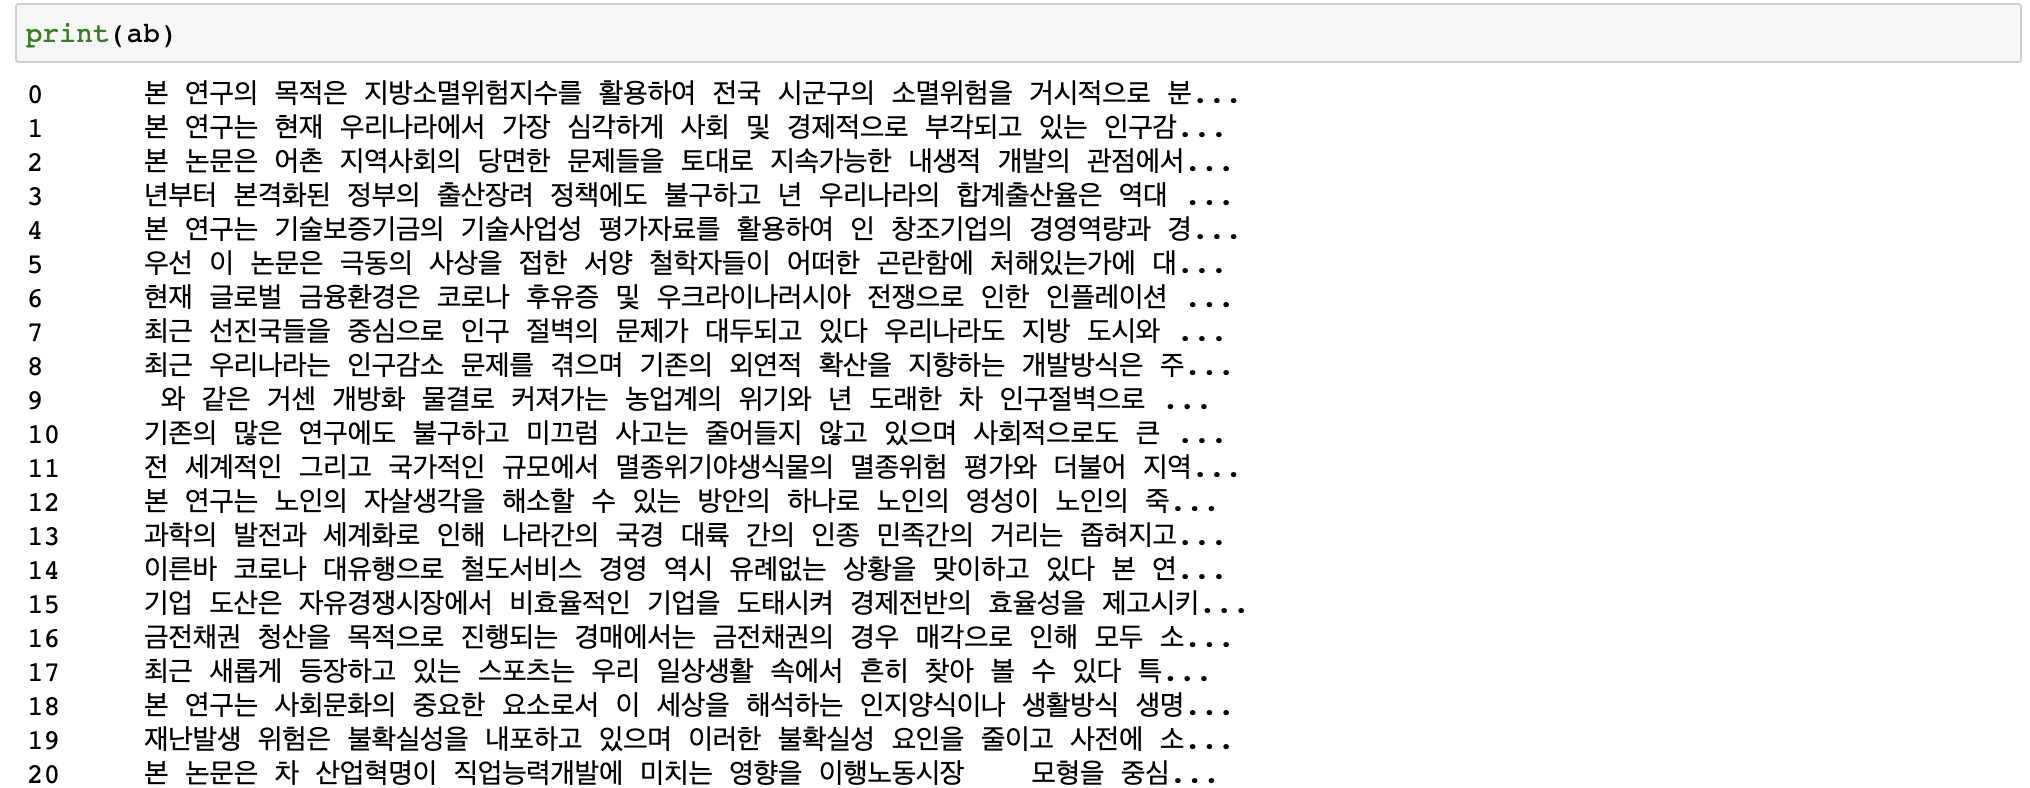 print(ab)
0 본 연구의 목적은 지방소멸위험지수를 활용하여 전국 시군구의 소멸위험을 거시적으로 분...
1 본 연구는 현재 우리나라에서 가장 심각하게 사회 및 경제적으로 부각되고 있는 인구감...
2 본 논문은 어촌 지역사회의 당면한 문제들을 토대로 지속가능한 내생적 개발의 관점에서...
3 년부터 본격화된 정부의 출산장려 정책에도 불구하고 년 우리나라의 합계출산율은 역대 ...
4 본 연구는 기술보증기금의 기술사업성 평가자료를 활용하여 인 창조기업의 경영역량과 경...
5 우선 이 논문은 극동의 사상을 접한 서양 철학자들이 어떠한 곤란함에 처해있는가에 대...
6 현재 글로벌 금융환경은 코로나 후유증 및 우크라이나러시아 전쟁으로 인한 인플레이션 ...
7 최근 선진국들을 중심으로 인구 절벽의 문제가 대두되고 있다 우리나라도 지방 도시와 ...
8 최근 우리나라는 인구감소 문제를 겪으며 기존의 외연적 확산을 지향하는 개발방식은 주...
9 와 같은 거센 개방화 물결로 커져가는 농업계의 위기와 년 도래한 차 인구절벽으로 ...
10 기존의 많은 연구에도 불구하고 미끄럼 사고는 줄어들지 않고 있으며 사회적으로도 큰 ...
11 전 세계적인 그리고 국가적인 규모에서 멸종위기야생식물의 멸종위험 평가와 더불어 지역...
12 본 연구는 노인의 자살생각을 해소할 수 있는 방안의 하나로 노인의 영성이 노인의 죽...
13 과학의 발전과 세계화로 인해 나라간의 국경 대륙 간의 인종 민족간의 거리는 좁혀지고...
14 이른바 코로나 대유행으로 철도서비스 경영 역시 유례없는 상황을 맞이하고 있다 본 연...
15 기업 도산은 자유경쟁시장에서 비효율적인 기업을 도태시켜 경제전반의 효율성을 제고시키...
16 금전채권 청산을 목적으로 진행되는 경매에서는 금전채권의 경우 매각으로 인해 모두 소...
17 최근 새롭게 등장하고 있는 스포츠는 우리 일상생활 속에서 흔히 찾아 볼 수 있다 특...
18 본 연구는 사회문화의 중요한 요소로서 이 세상을 해석하는 인지양식이나 생활방식 생명...
19 재난발생 위험은 불확실성을 내포하고 있으며 이러한 불확실성 요인을 줄이고 사전에 소...
20 본 논문은 차 산업혁명이 직업능력개발에 미치는 영향을 이행노동시장 모형을 중심...